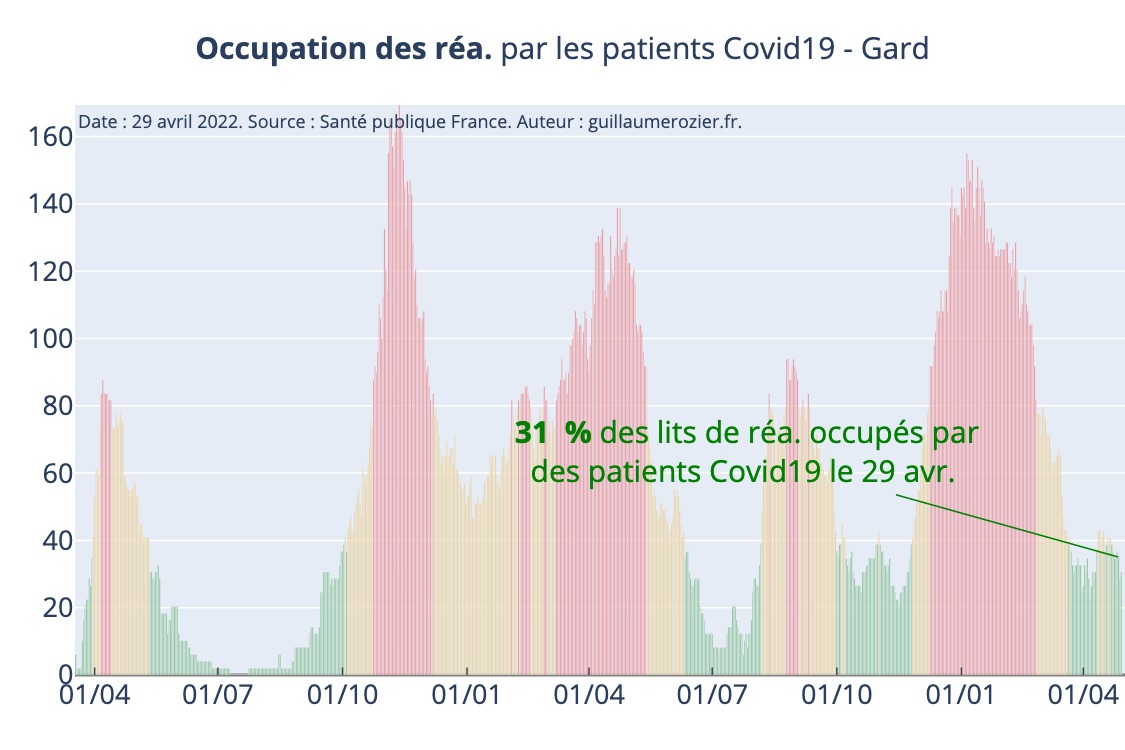 Occupation des réa. par les patients Covid19 - Gard
Date : 29 avril 2022. Source : Santé publique France. Auteur : guillaumerozier.fr.
160
140
120
100
80
60
40
20
0
31 % des lits de réa. occupés par
des patients Covid19 le 29 avr.
01/04 01/07 01/10 01/01 01/04 01/07 01/10 01/01 01/04